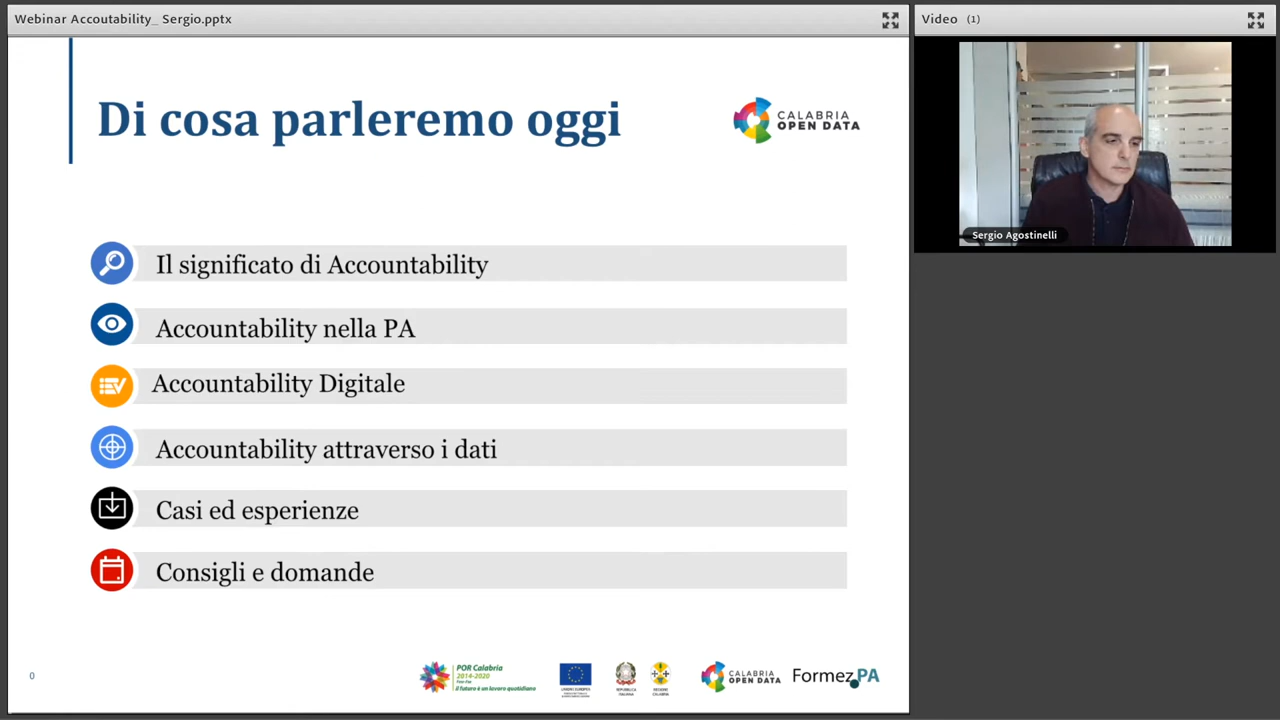 Webinar Accoutability_ Sergio.pptx
Video (1)
Di cosa parleremo oggi
CALABRIA
OPEN DATA
Sergio Agostinelli
Il significato di Accountability
Accountability nella PA
Accountability Digitale
Accountability attraverso i dati
Casi ed esperienze
Consigli e domande
0
POR Calabria
2014-2020
il futuro è un lavoro quotidiano
UNIONE EUROPEA
REPUBBLICA
ITALIANA
REGIONE
CALABRIA
CALABRIA
OPEN DATA
FormezPA